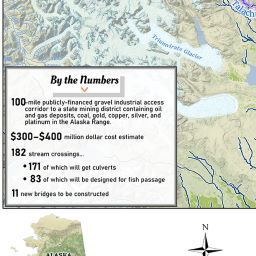 Triumvirate Glacier
By the Numbers
100-mile publicly-financed gravel industrial access
corridor to a state mining district containing oil
and gas deposits, coal, gold, copper, silver, and
platinum in the Alaska Range.
$300–$400 million dollar cost estimate
182 stream crossings...
• 171 of which will get culverts
• 83 of which will be designed for fish passage
11 new bridges to be constructed
ALASKA
N